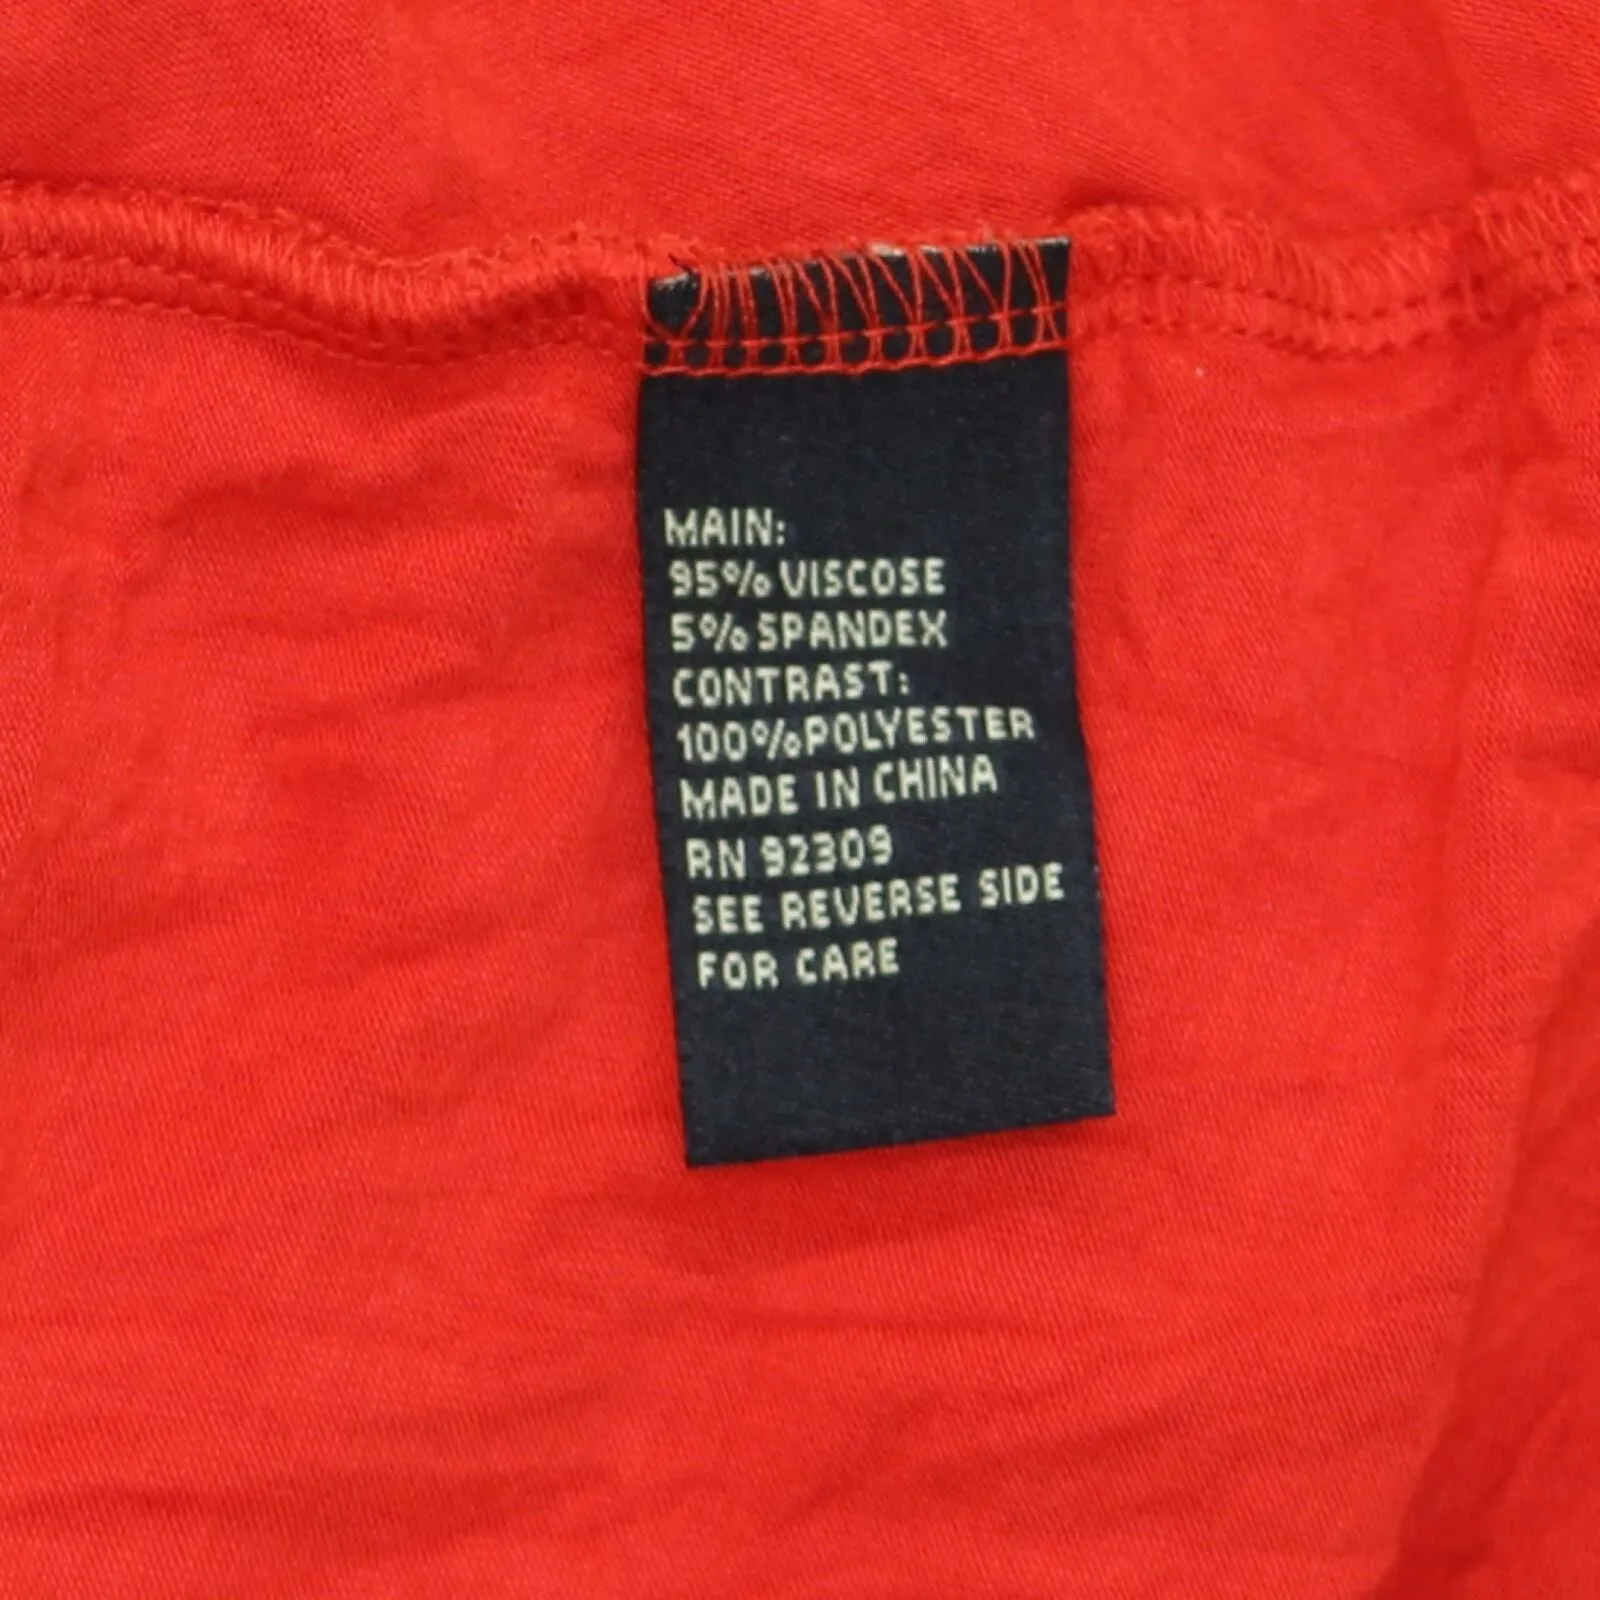 MAIN:
95% VISCOSE
5% SPANDEX
CONTRAST:
100%POLYESTER
MADE IN CHINA
RN 92309
SEE REVERSE SIDE
FOR CARE